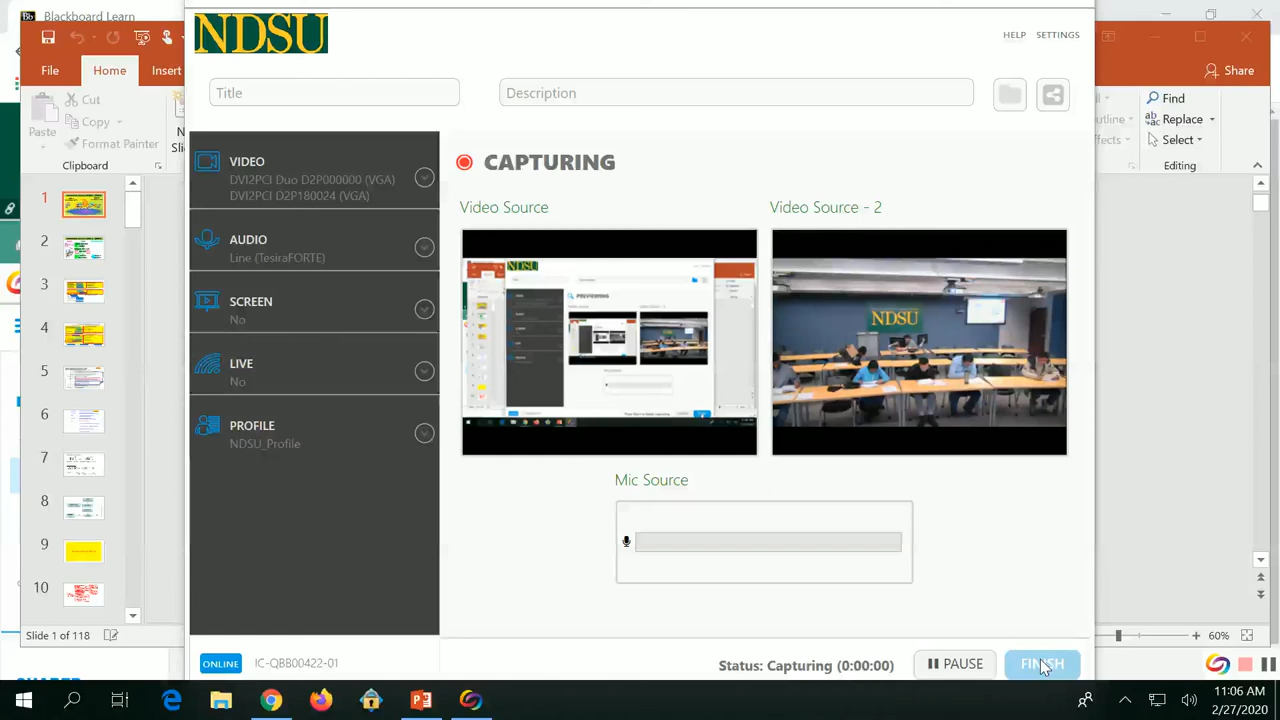 Blackboard Learn
File Home Insert
Share
Cut
Copy
Format Painter
Paste
Clipboard
Find
Replace
Select
Editing
NDSU
HELP SETTINGS
Title
Description
VIDEO
DVI2PCI Duo D2P000000 (VGA)
DVI2PCI D2P180024 (VGA)
AUDIO
Line (TesiraFORTE)
SCREEN
No
LIVE
No
PROFILE
NDSU_Profile
CAPTURING
Video Source
Video Source - 2
NDSU
PREVIEWING
NDSU
Mic Source
1
2
3
4
5
6
7
8
9
10
Slide 1 of 118
60%
ONLINE IC-QBB00422-01
Status: Capturing (0:00:00)
PAUSE
FINISH
11:06 AM
2/27/2020